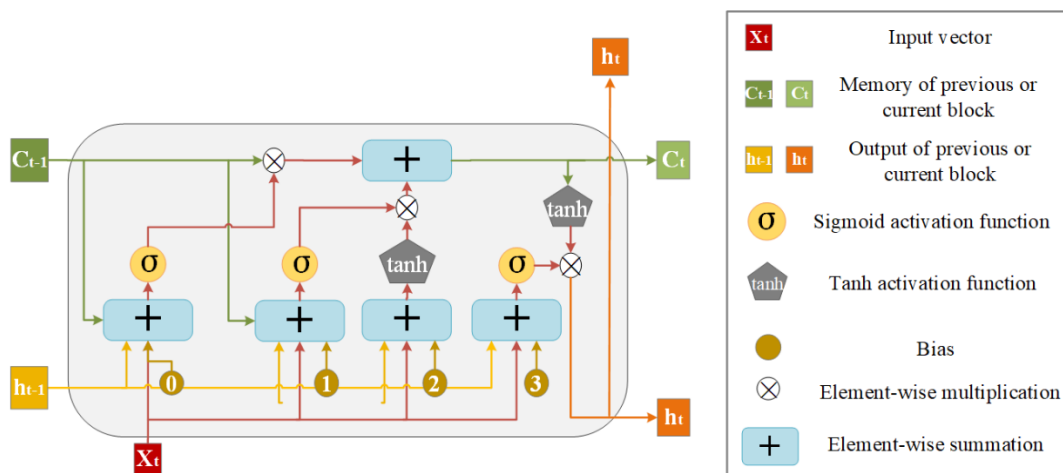 hₜ
Cₜ₋₁
+
Cₜ
tanh
σ
σ
tanh
σ
+
+
+
+
hₜ₋₁
0
1
2
3
hₜ
Xₜ
Xₜ
Input vector
Cₜ₋₁
Cₜ
Memory of previous or
current block
hₜ₋₁
hₜ
Output of previous or
current block
σ
Sigmoid activation function
tanh
Tanh activation function
Bias
Element-wise multiplication
+
Element-wise summation